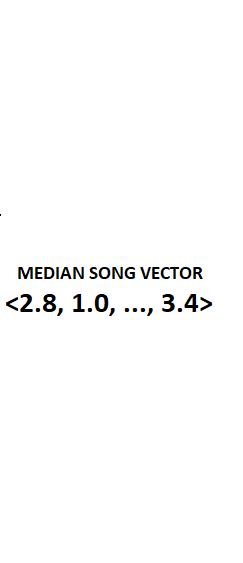 MEDIAN SONG VECTOR
<2.8, 1.0, ..., 3.4>